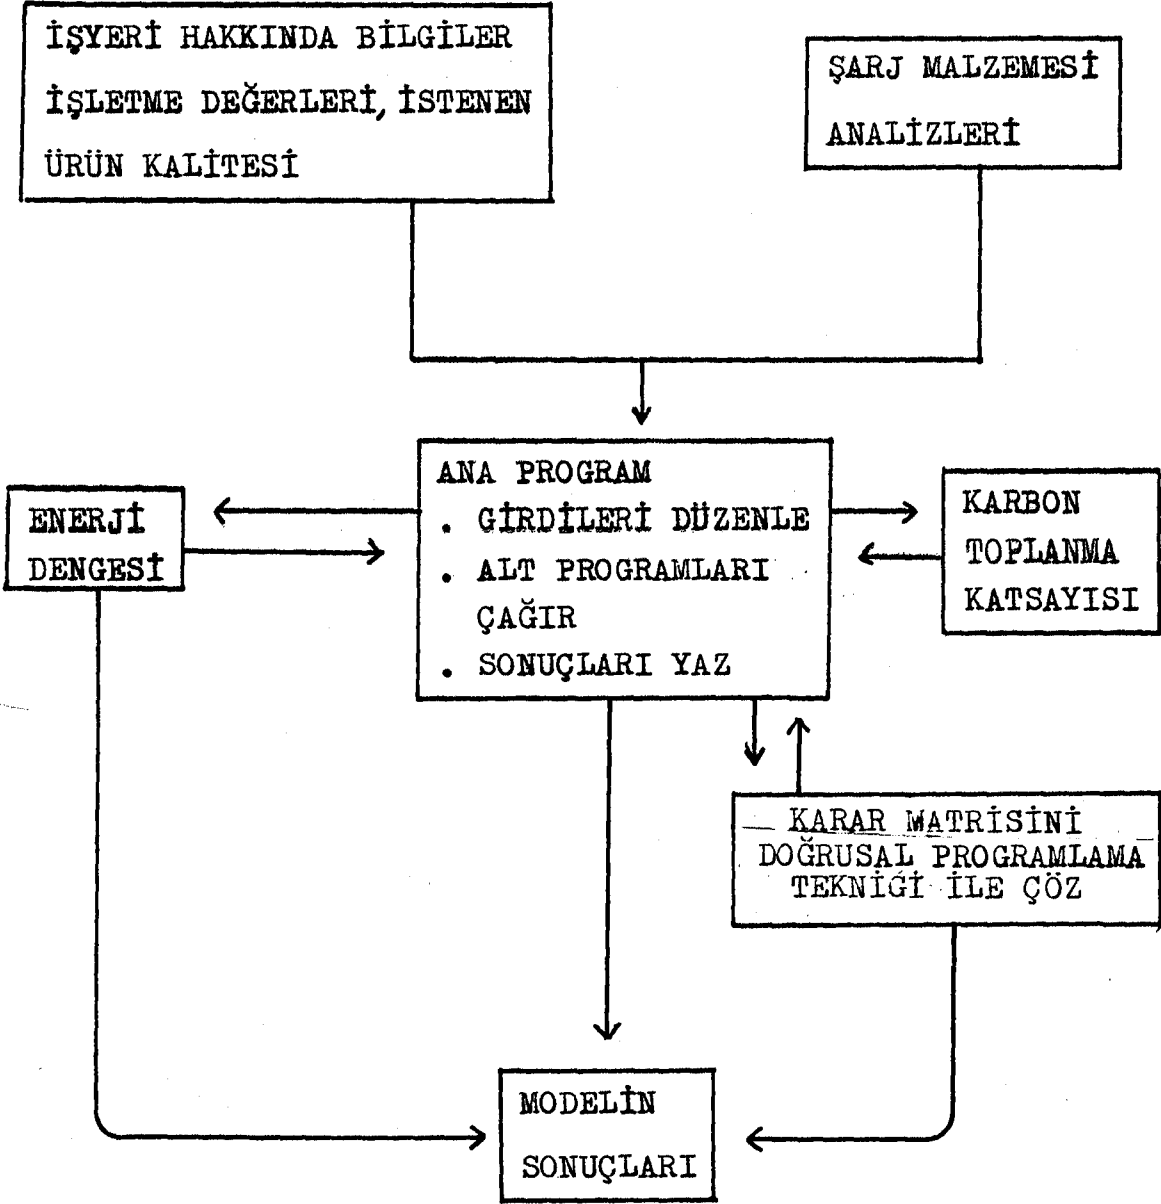 İŞYERİ HAKKINDA BİLGİLER
İŞLETME DEĞERLERİ, İSTENEN
ÜRÜN KALİTESİ
ŞARJ MALZEMESİ
ANALİZLERİ
ANA PROGRAM
. GİRDİLERİ DÜZENLE
. ALT PROGRAMLARI
ÇAĞIR
. SONUÇLARI YAZ
ENERJİ
DENGESİ
KARBON
TOPLANMA
KATSAYISI
KARAR MATRİSİNİ
DOĞRUSAL PROGRAMLAMA
TEKNİĞİ İLE ÇÖZ
MODELİN
SONUÇLARI